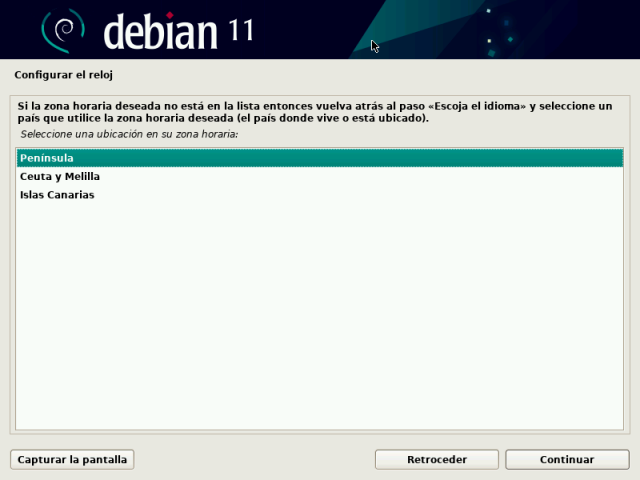 debian 11
Configurar el reloj
Si la zona horaria deseada no está en la lista entonces vuelva atrás al paso «Escoja el idioma» y seleccione un
país que utilice la zona horaria deseada (el país donde vive o está ubicado).
Seleccione una ubicación en su zona horaria:
Península
Ceuta y Melilla
Islas Canarias
Capturar la pantalla
Retroceder
Continuar